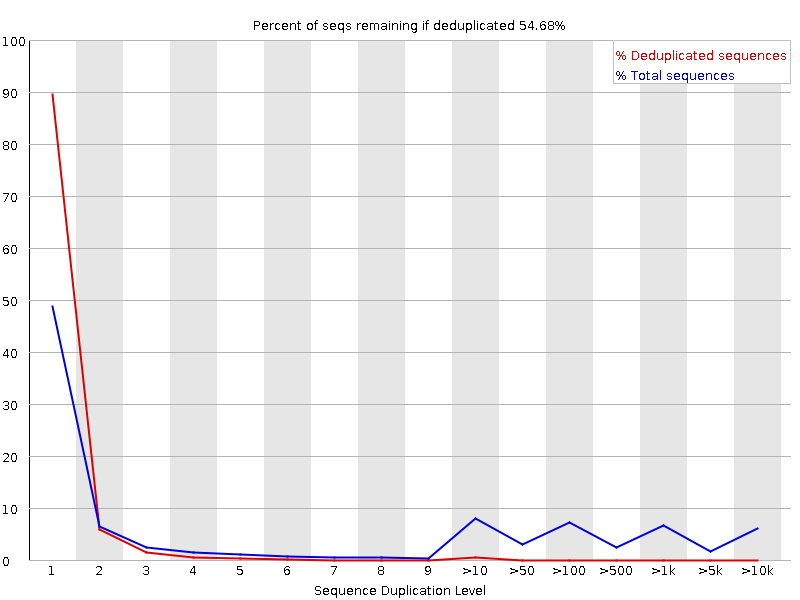 Percent of seqs remaining if deduplicated 54.68%
% Deduplicated sequences
% Total sequences
100
90
80
70
60
50
40
30
20
10
0
1 2 3 4 5 6 7 8 9 >10 >50 >100 >500 >1k >5k >10k
Sequence Duplication Level